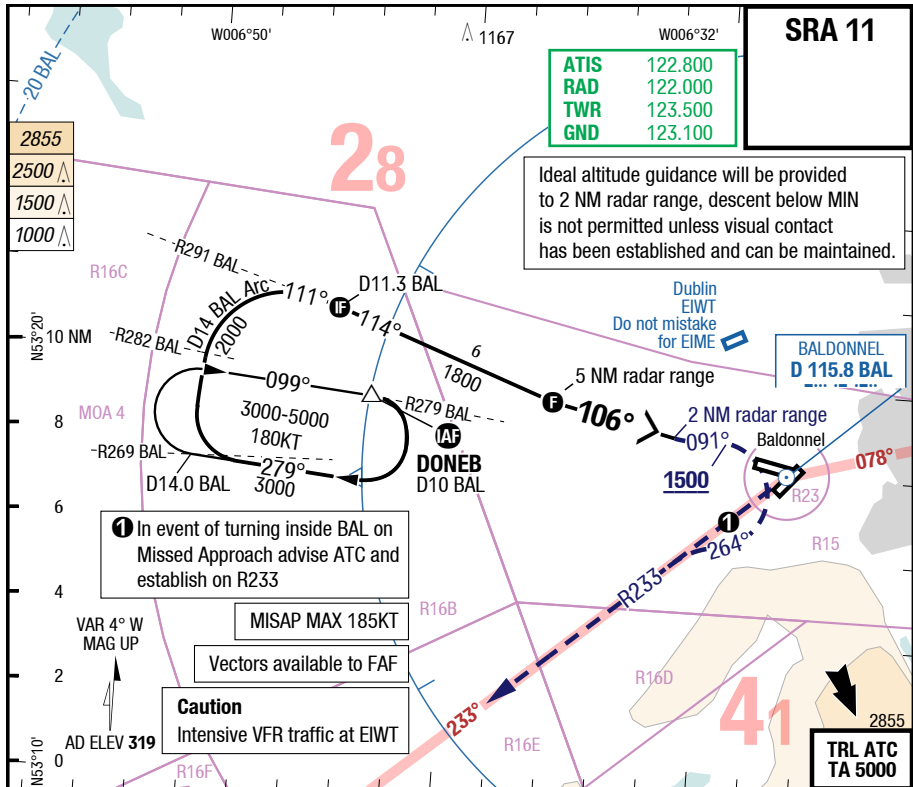 SRA 11
W006°50'
1167
W006°32'
20 BAL
ATIS 122.800
RAD 122.000
TWR 123.500
GND 123.100
2855
2500
1500
1000
28
Ideal altitude guidance will be provided
to 2 NM radar range, descent below MIN
is not permitted unless visual contact
has been established and can be maintained.
R16C
R291 BAL
D11.3 BAL
111°
IF
114°
D14 BAL Arc
2000
Dublin
EIWT
Do not mistake
for EIME
N53°20'
10 NM
R282 BAL
6
1800
5 NM radar range
BALDONNEL
D 115.8 BAL
099°
F
106°
2 NM radar range
8
MOA 4
3000-5000
180KT
R279 BAL
IAF
DONEB
D10 BAL
091°
Baldonnel
1500
078°
R269 BAL
279°
3000
D14.0 BAL
R23
6
1 In event of turning inside BAL on
Missed Approach advise ATC and
establish on R233
1
264°
R15
R233
4
R16B
MISAP MAX 185KT
VAR 4° W
MAG UP
Vectors available to FAF
2
R16D
41
Caution
Intensive VFR traffic at EIWT
233°
2855
AD ELEV 319
R16E
N53°10'
0
R16F
TRL ATC
TA 5000